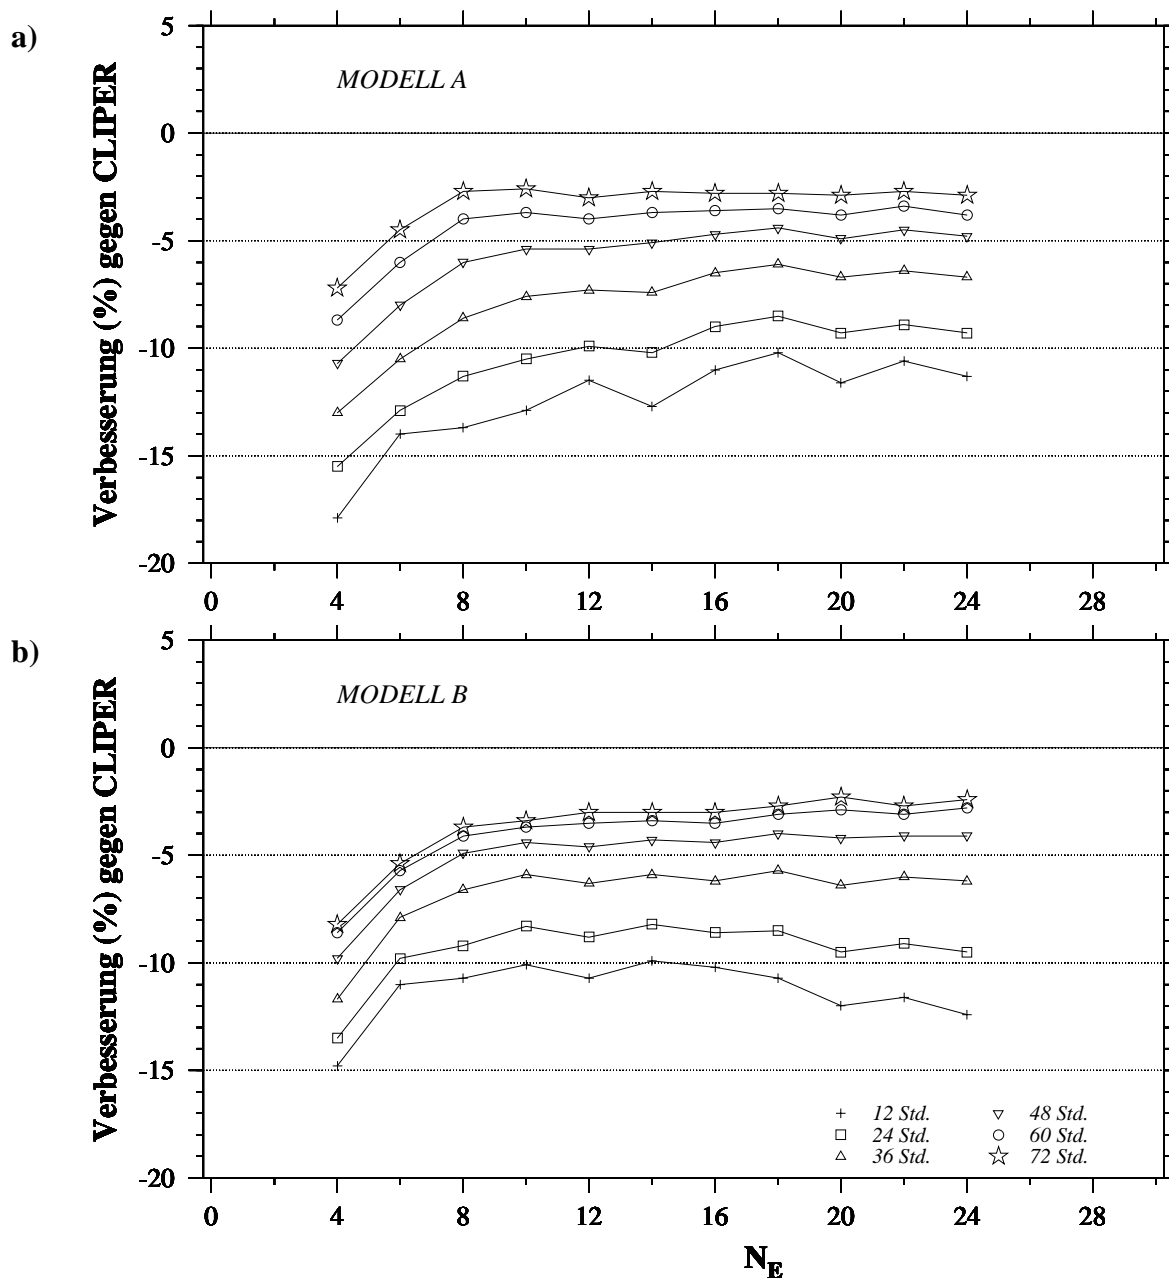 a)
Verbesserung (%) gegen CLIPER
MODELL A
5
0
-5
-10
-15
-20
0 4 8 12 16 20 24 28
b)
Verbesserung (%) gegen CLIPER
MODELL B
5
0
-5
-10
-15
-20
12 Std. 48 Std.
24 Std. 60 Std.
36 Std. 72 Std.
0 4 8 12 16 20 24 28
N_E